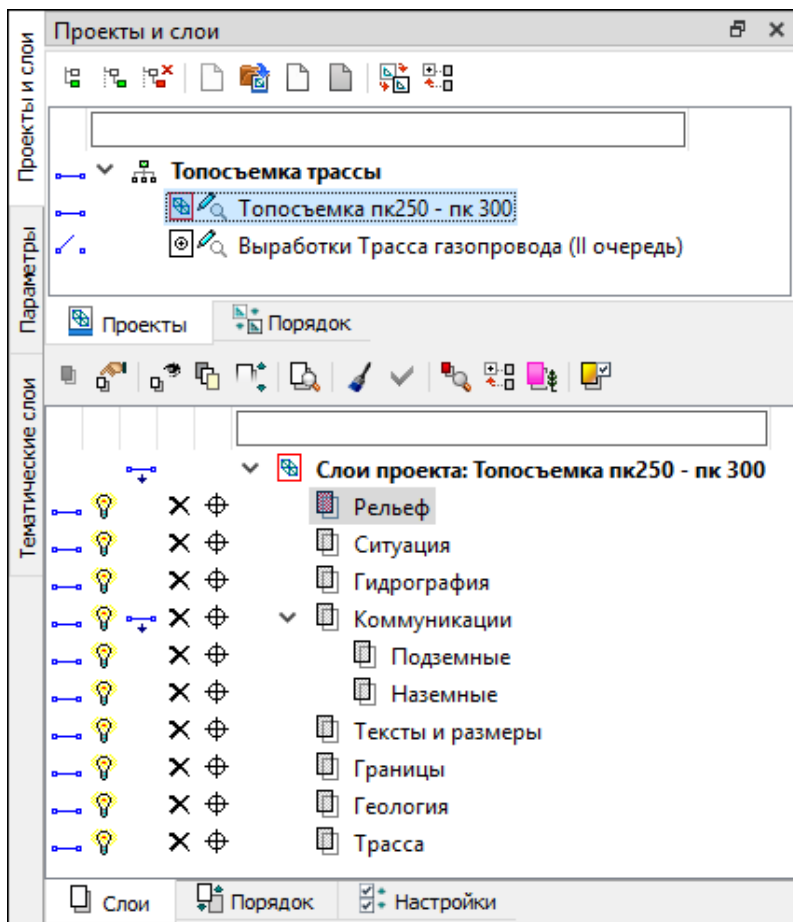 Проекты и слои
Проекты и слои
Параметры
Тематические слои
Топосъемка трассы
Топосъемка пк250 - пк 300
Выработки Трасса газопровода (II очередь)
Проекты
Порядок
Слои проекта: Топосъемка пк250 - пк 300
Рельеф
Ситуация
Гидрография
Коммуникации
Подземные
Наземные
Тексты и размеры
Границы
Геология
Трасса
Слои
Порядок
Настройки